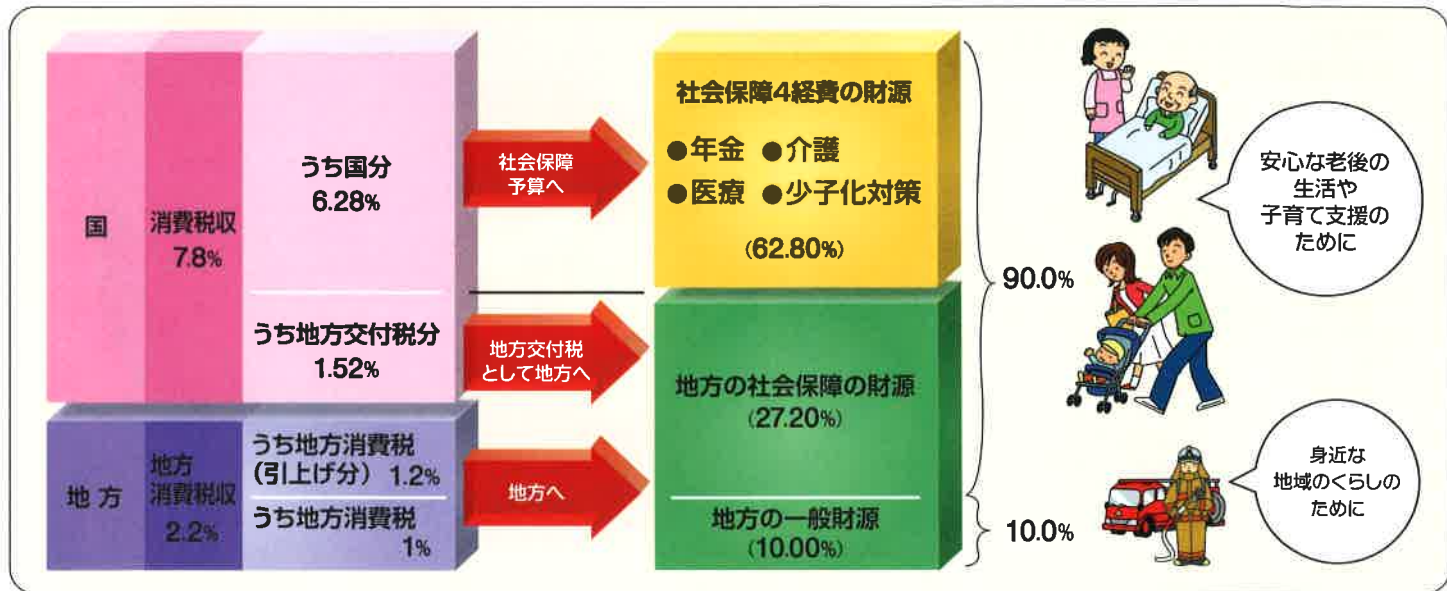 国
消費税収
7.8%
うち国分
6.28%
うち地方交付税分
1.52%
地方
地方
消費税収
2.2%
うち地方消費税
(引上げ分) 1.2%
うち地方消費税
1%
社会保障
予算へ
地方交付税
として地方へ
地方へ
社会保障4経費の財源
●年金 ●介護
●医療 ●少子化対策
(62.80%)
地方の社会保障の財源
(27.20%)
地方の一般財源
(10.00%)
90.0%
10.0%
安心な老後の
生活や
子育て支援の
ために
身近な
地域のくらしの
ために